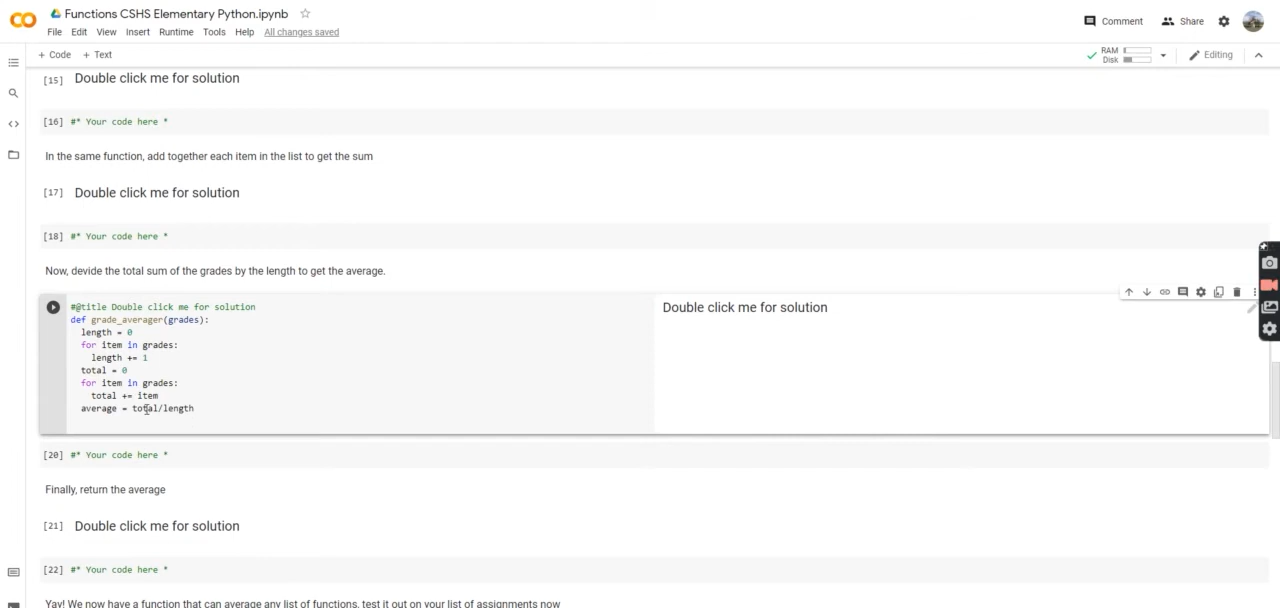 Functions CSHS Elementary Python.ipynb
Comment
Share
File Edit View Insert Runtime Tools Help All changes saved
+ Code + Text
RAM
Disk
Editing
[15] Double click me for solution
[16] #* Your code here *
In the same function, add together each item in the list to get the sum
[17] Double click me for solution
[18] #* Your code here *
Now, devide the total sum of the grades by the length to get the average.
#@title Double click me for solution
def grade_averager(grades):
length = 0
for item in grades:
length += 1
total = 0
for item in grades:
total += item
average = total/length
Double click me for solution
[20] #* Your code here *
Finally, return the average
[21] Double click me for solution
[22] #* Your code here *
Yay! We now have a function that can average any list of functions, test it out on your list of assignments now